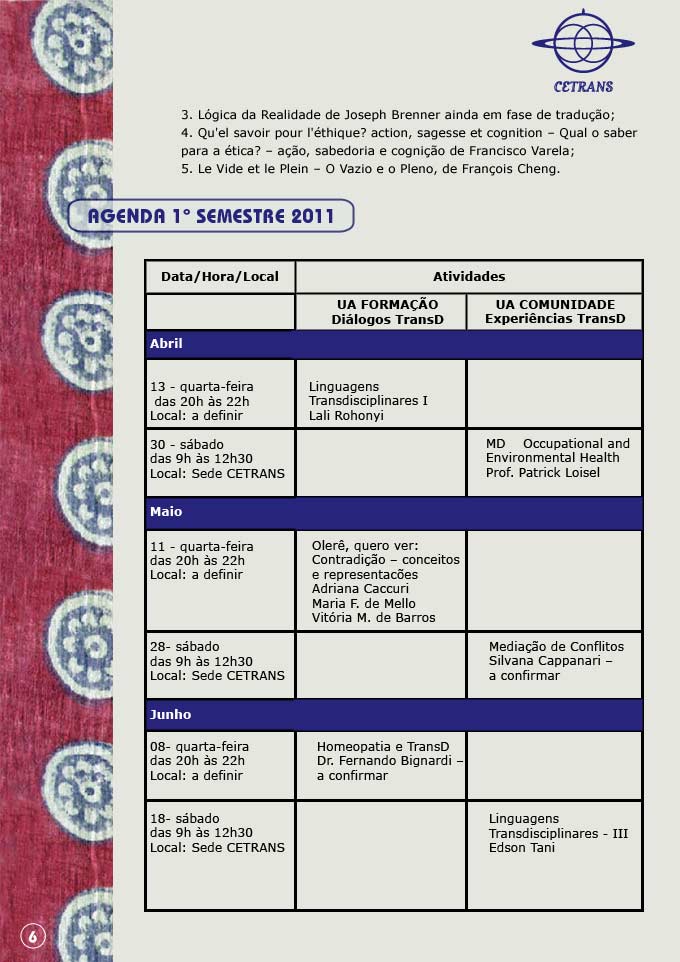 CETRANS
3. Lógica da Realidade de Joseph Brenner ainda em fase de tradução;
4. Qu'el savoir pour l'éthique? action, sagesse et cognition – Qual o saber
para a ética? – ação, sabedoria e cognição de Francisco Varela;
5. Le Vide et le Plein – O Vazio e o Pleno, de François Cheng.
AGENDA 1° SEMESTRE 2011
Data/Hora/Local
Atividades
UA FORMAÇÃO
Diálogos TransD
UA COMUNIDADE
Experiências TransD
Abril
13 - quarta-feira
das 20h às 22h
Local: a definir
Linguagens
Transdisciplinares I
Lali Rohonyi
30 - sábado
das 9h às 12h30
Local: Sede CETRANS
MD Occupational and
Environmental Health
Prof. Patrick Loisel
Maio
11 - quarta-feira
das 20h às 22h
Local: a definir
Olerê, quero ver:
Contradição – conceitos
e representacões
Adriana Caccuri
Maria F. de Mello
Vitória M. de Barros
28- sábado
das 9h às 12h30
Local: Sede CETRANS
Mediação de Conflitos
Silvana Cappanari –
a confirmar
Junho
08- quarta-feira
das 20h às 22h
Local: a definir
Homeopatia e TransD
Dr. Fernando Bignardi –
a confirmar
18- sábado
das 9h às 12h30
Local: Sede CETRANS
Linguagens
Transdisciplinares - III
Edson Tani
6